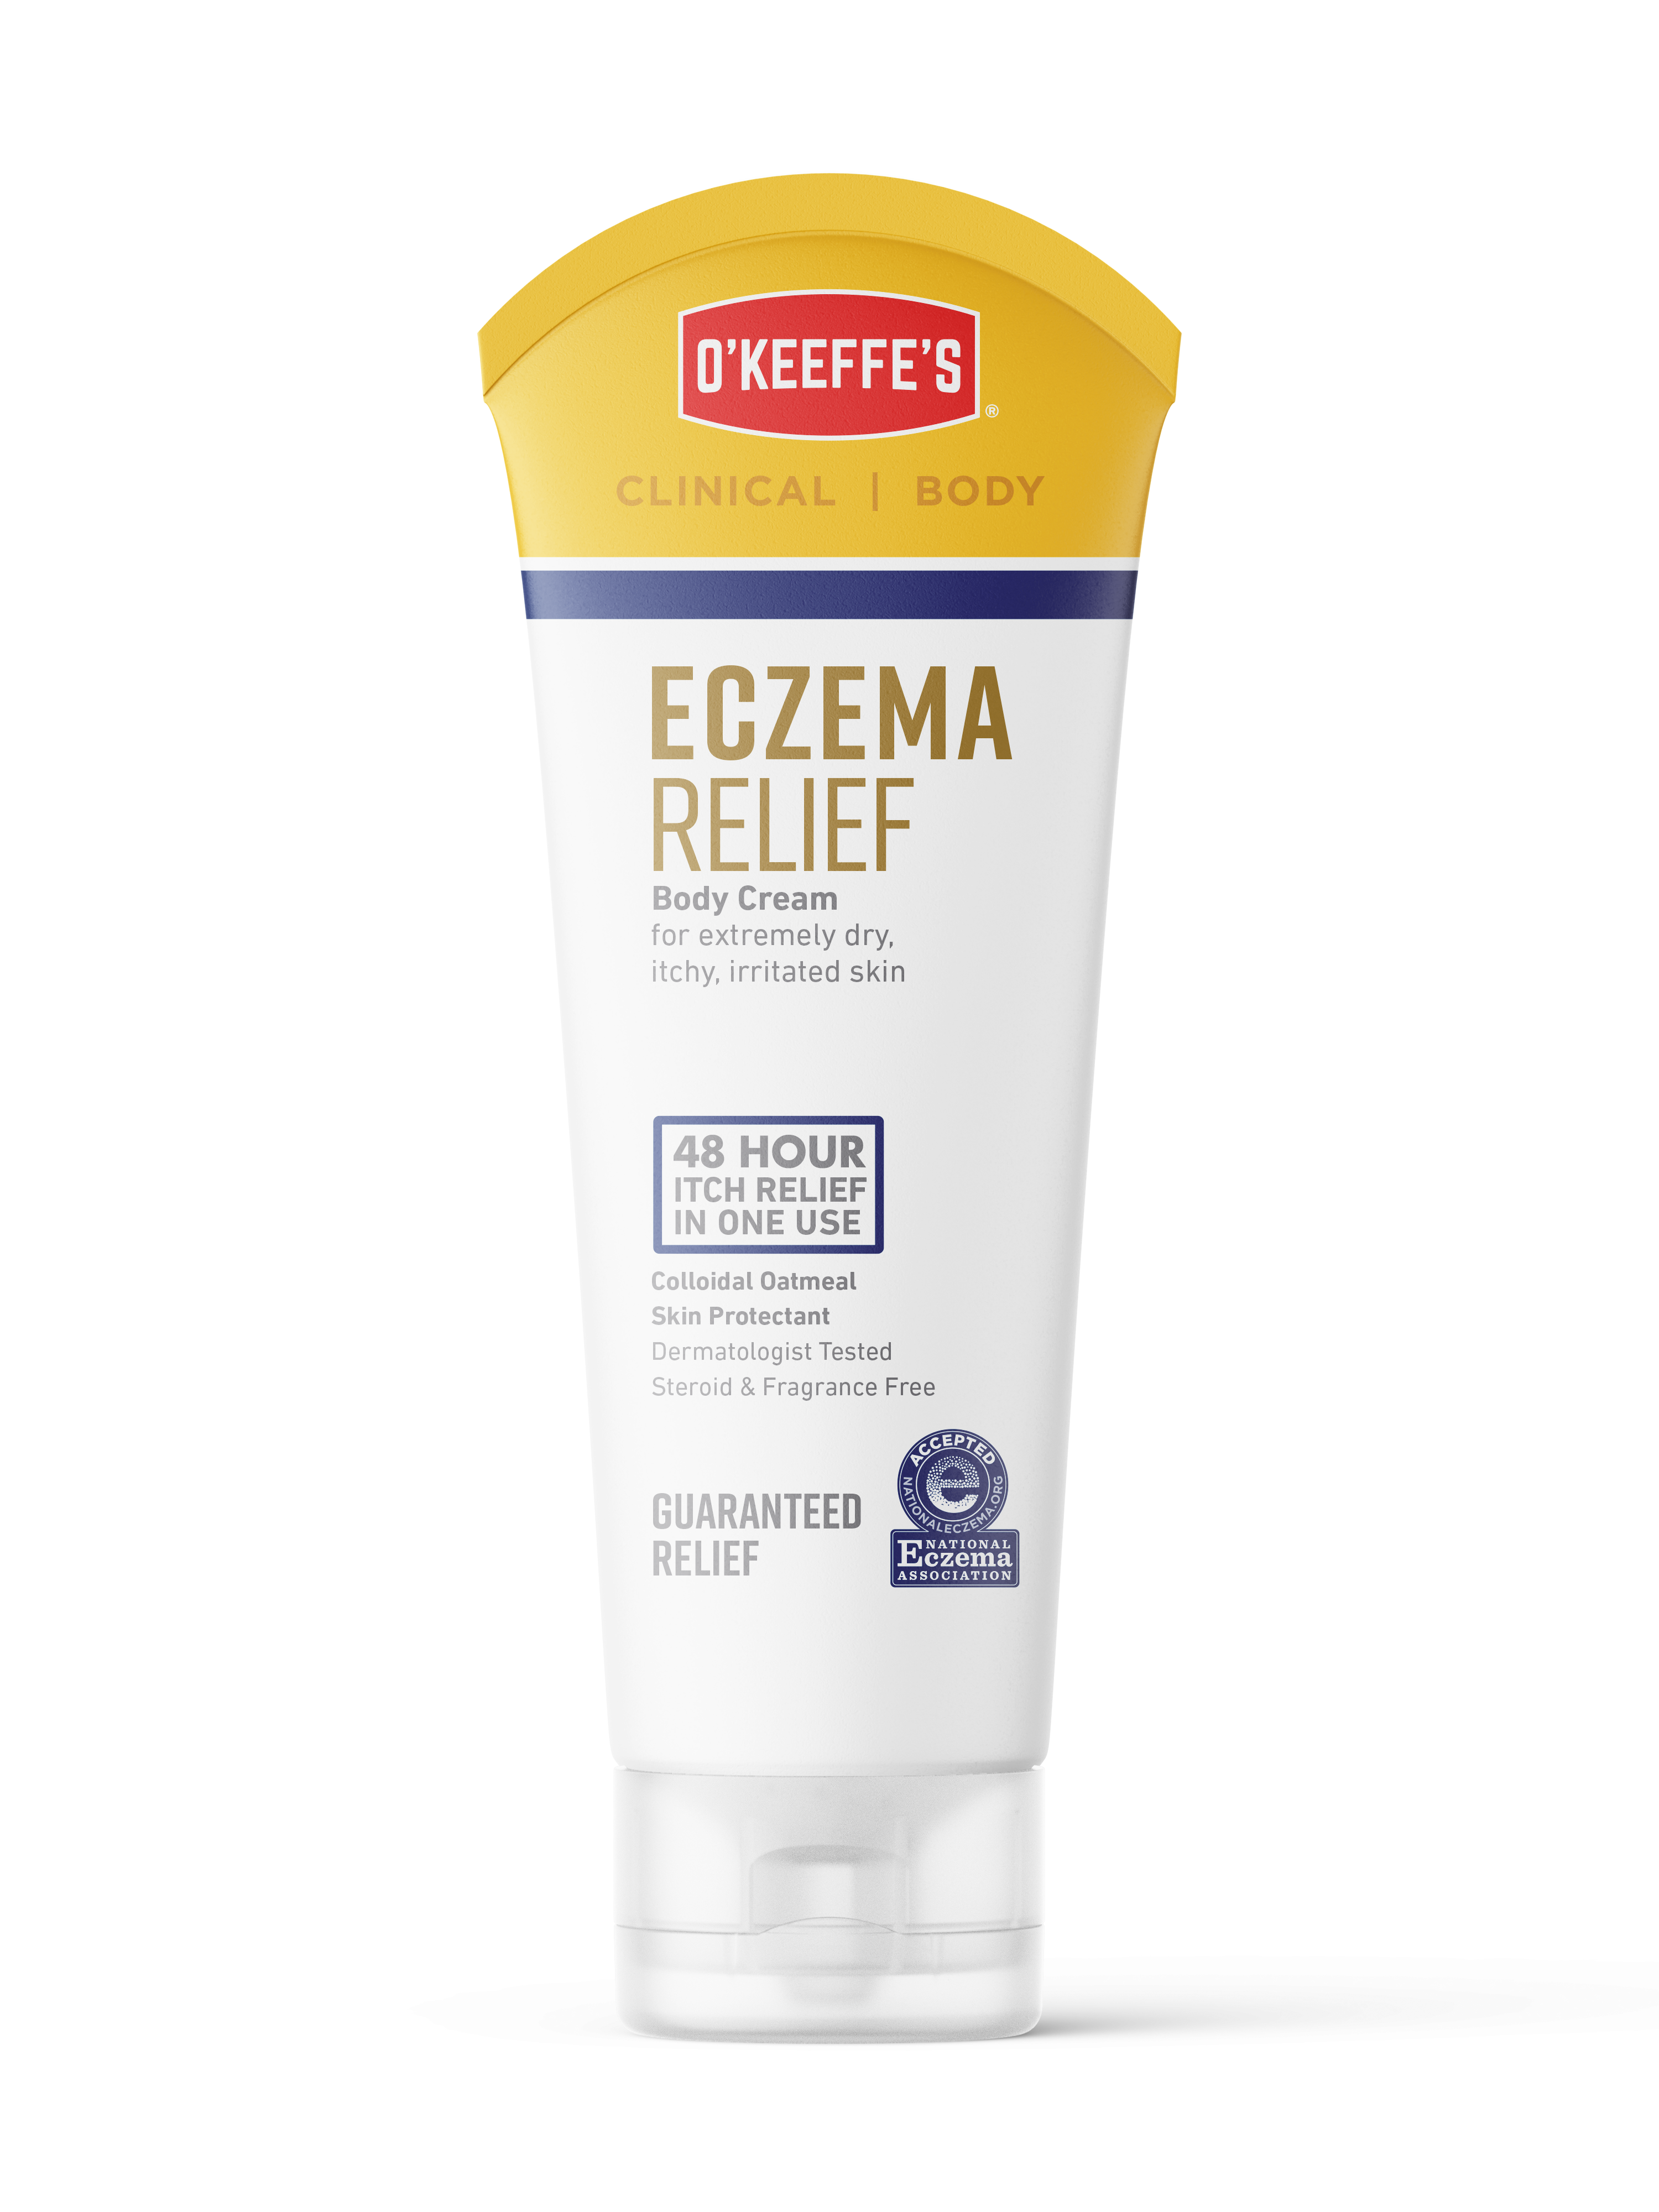 O'KEEFFE'S
®
CLINICAL | BODY
ECZEMA
RELIEF
Body Cream
for extremely dry,
itchy, irritated skin
48 HOUR
ITCH RELIEF
IN ONE USE
Colloidal Oatmeal
Skin Protectant
Dermatologist Tested
Steroid & Fragrance Free
GUARANTEED
RELIEF
ACCEPTED
e
NATIONALECZEMA.ORG
NATIONAL
Eczema
ASSOCIATION